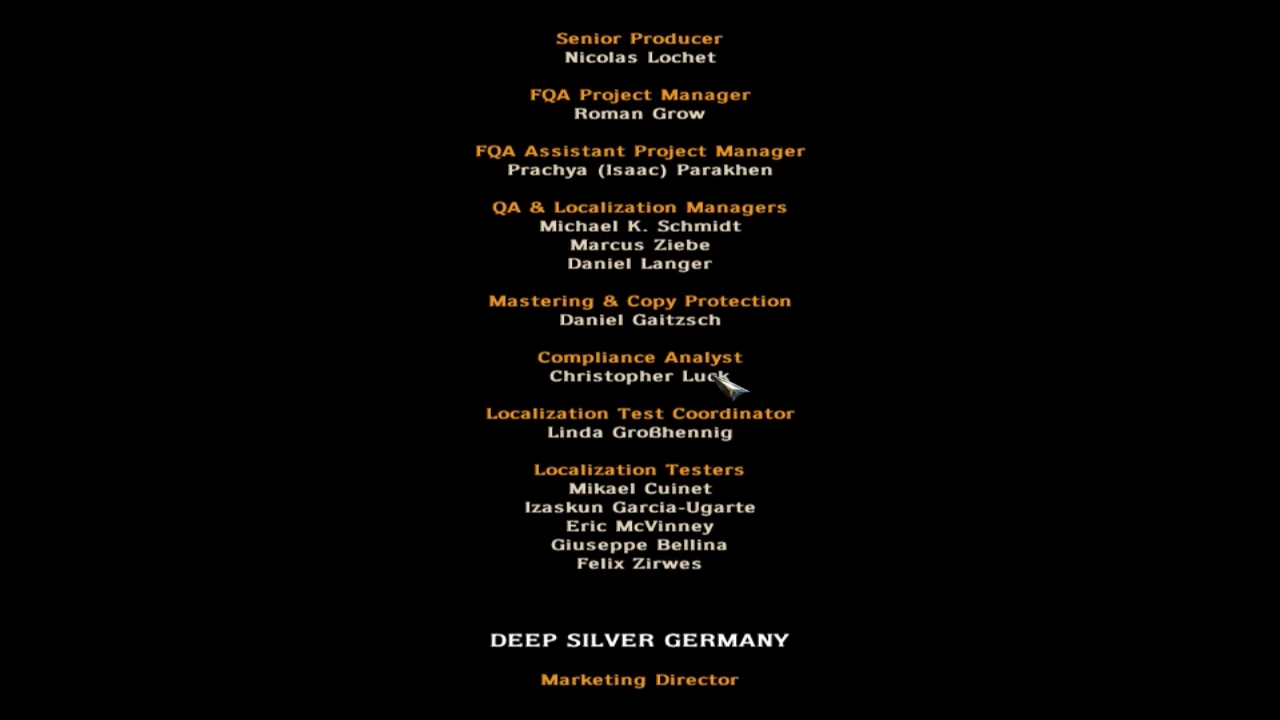 Senior Producer
Nicolas Lochet
FQA Project Manager
Roman Grow
FQA Assistant Project Manager
Prachya (Isaac) Parakhen
QA & Localization Managers
Michael K. Schmidt
Marcus Ziebe
Daniel Langer
Mastering & Copy Protection
Daniel Gaitzsch
Compliance Analyst
Christopher Luck
Localization Test Coordinator
Linda Großhennig
Localization Testers
Mikael Cuinet
Izaskun Garcia-Ugarte
Eric McVinney
Giuseppe Bellina
Felix Zirwes
DEEP SILVER GERMANY
Marketing Director